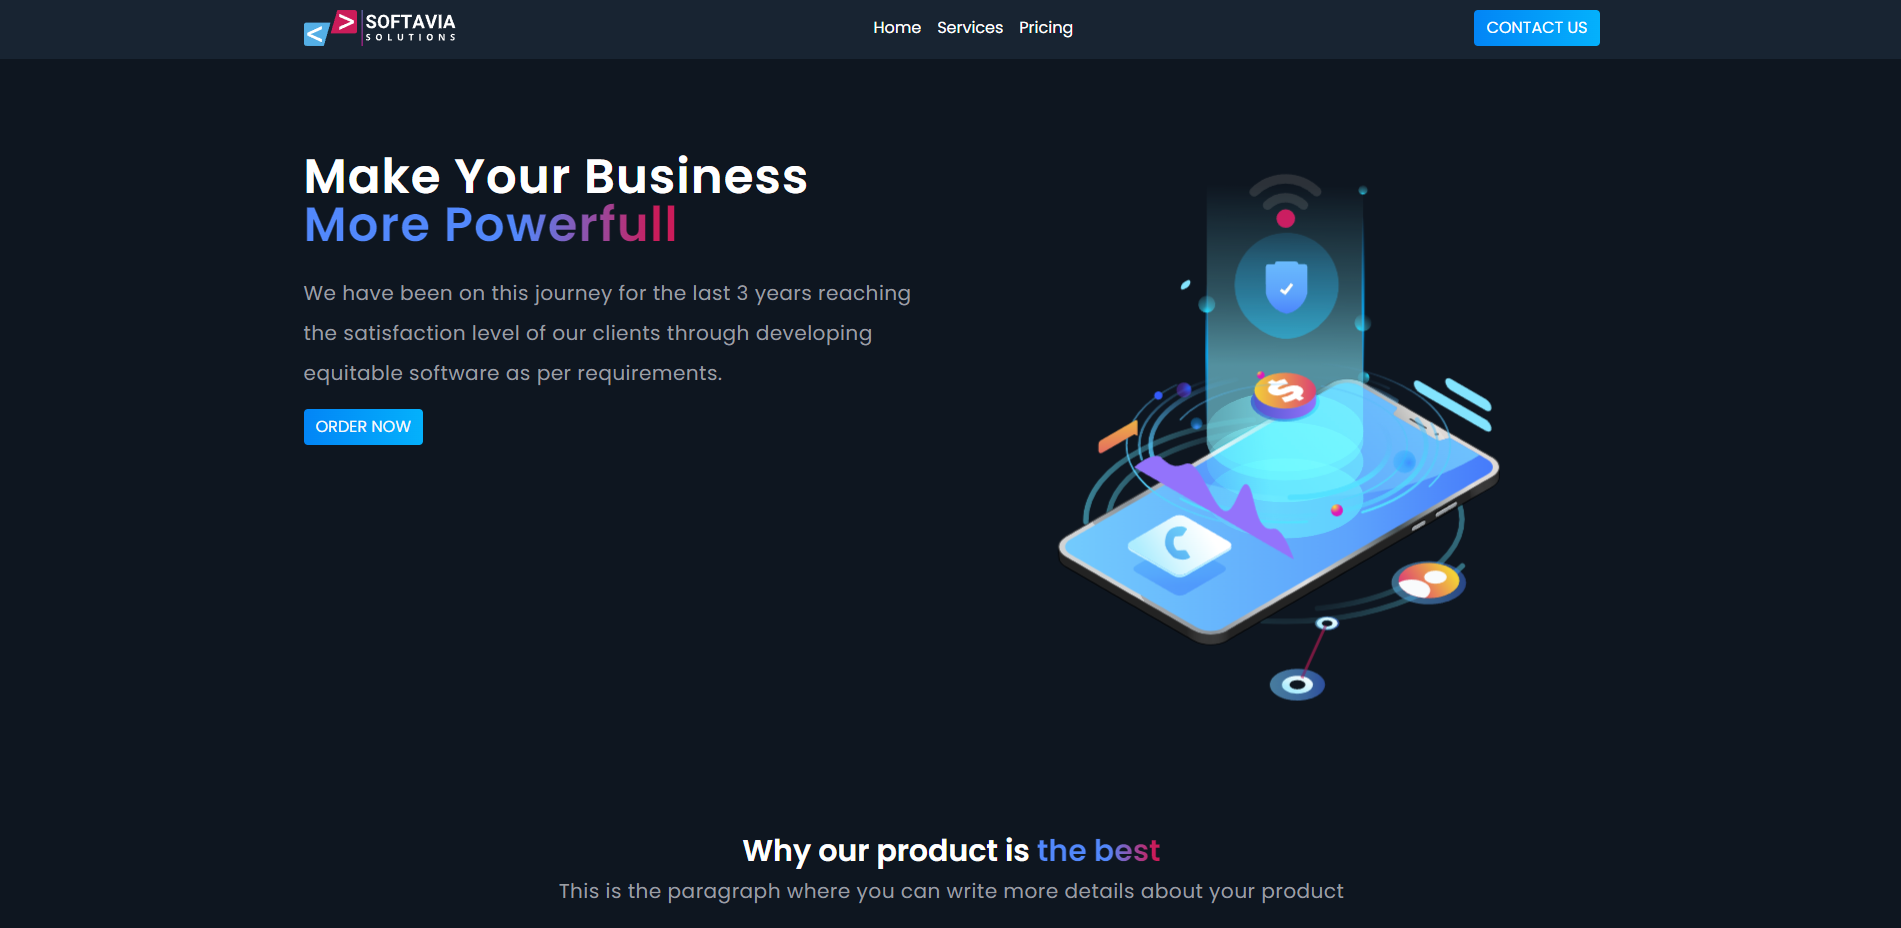 SOFTAVIA
SOLUTIONS
Home Services Pricing
CONTACT US
Make Your Business
More Powerfull
We have been on this journey for the last 3 years reaching
the satisfaction level of our clients through developing
equitable software as per requirements.
ORDER NOW
$
C
Why our product is the best
This is the paragraph where you can write more details about your product